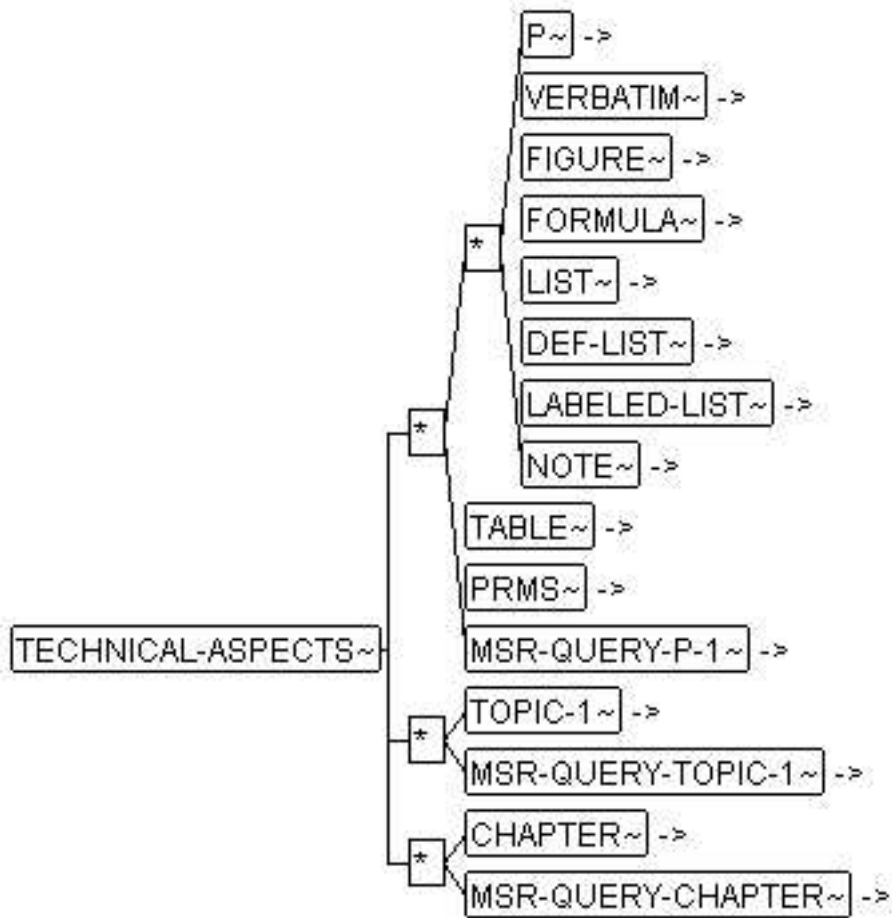 P~ ->
VERBATIM~ ->
FIGURE~ ->
FORMULA~ ->
*
LIST~ ->
DEF-LIST~ ->
LABELED-LIST~ ->
*
NOTE~ ->
TABLE~ ->
PRMS~ ->
TECHNICAL-ASPECTS~
MSR-QUERY-P-1~ ->
TOPIC-1~ ->
*
MSR-QUERY-TOPIC-1~ ->
CHAPTER~ ->
*
MSR-QUERY-CHAPTER~ ->